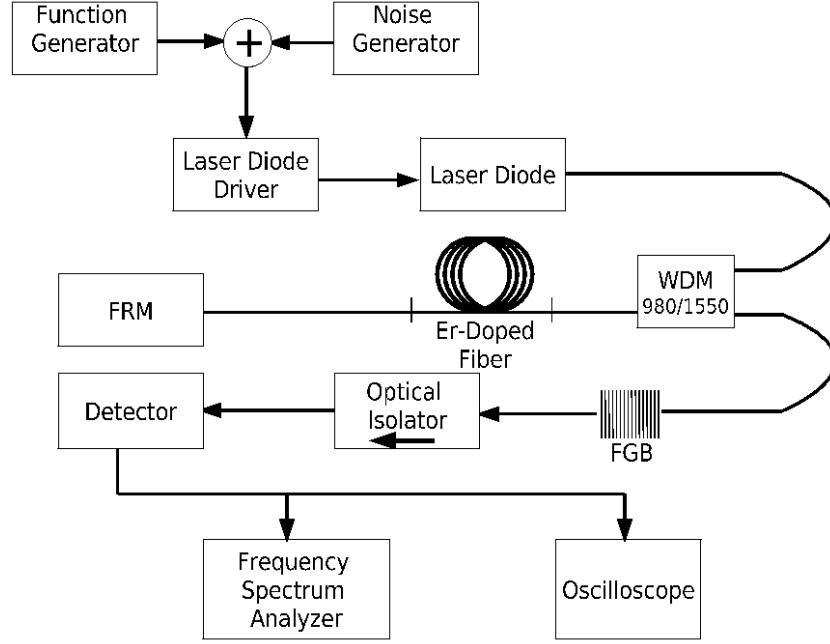 Function
Generator
Noise
Generator
+
Laser Diode
Driver
Laser Diode
WDM
980/1550
FRM
Er-Doped
Fiber
Detector
Optical
Isolator
FGB
Frequency
Spectrum
Analyzer
Oscilloscope